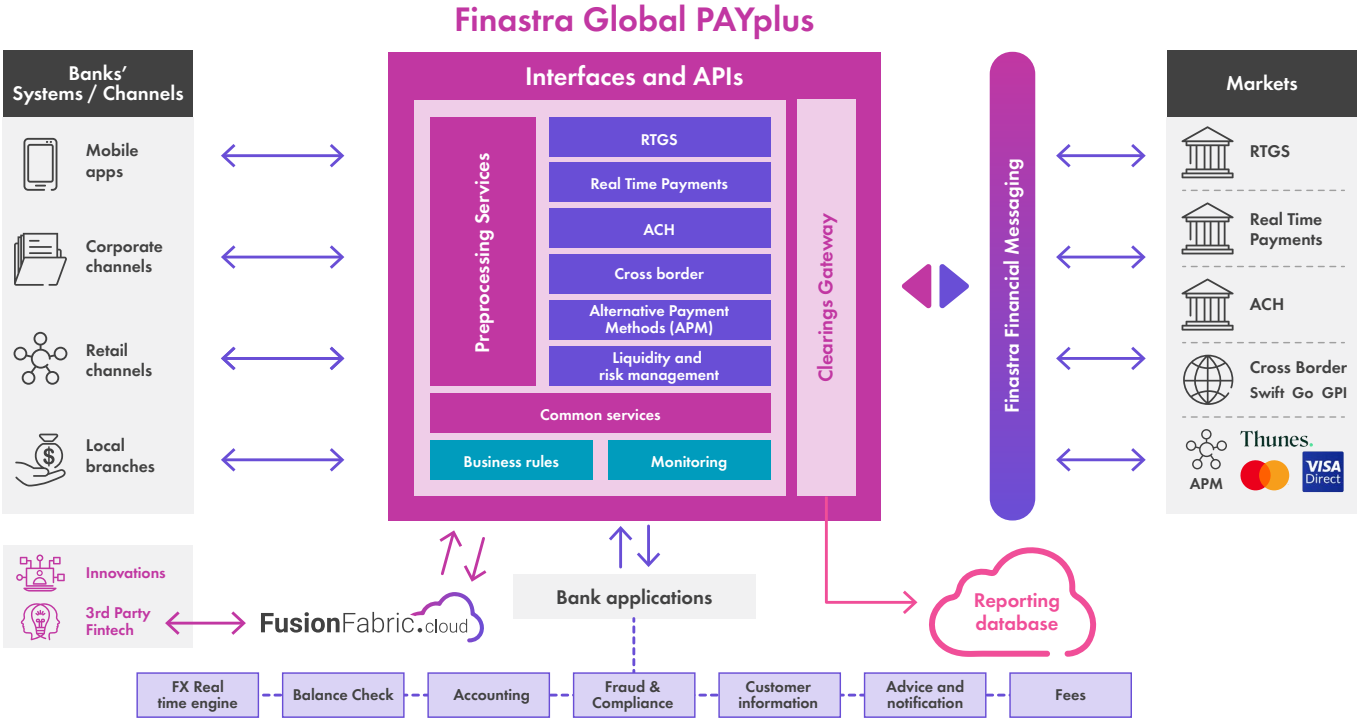 Finastra Global PAYplus
Banks'
Systems / Channels
Mobile
apps
Corporate
channels
Retail
channels
Local
branches
Innovations
3rd Party
Fintech
Interfaces and APIs
Preprocessing Services
RTGS
Real Time Payments
ACH
Cross border
Alternative Payment
Methods (APM)
Liquidity and
risk management
Common services
Business rules
Monitoring
Clearings Gateway
Finastra Financial Messaging
Markets
RTGS
Real Time
Payments
ACH
Cross Border
Swift Go GPI
APM
Thunes.
VISA
Direct
$
FusionFabric.cloud
Bank applications
Reporting
database
FX Real
time engine
Balance Check
Accounting
Fraud &
Compliance
Customer
information
Advice and
notification
Fees